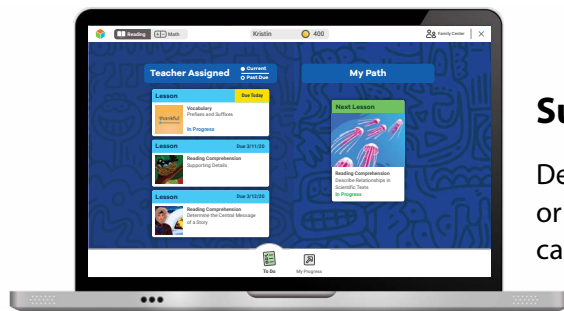 Reading
Math
Kristin
400
Family Center
Teacher Assigned
Current
Past Due
My Path
Lesson
Due Today
thankful
Vocabulary
Prefixes and Suffixes
In Progress
Lesson
Due 3/11/20
Reading Comprehension
Supporting Details
Lesson
Due 3/12/20
Reading Comprehension
Determine the Central Message
of a Story
Next Lesson
Reading Comprehension
Describe Relationships in
Scientific Texts
In Progress
To Do
My Progress
Su
De
or
ca